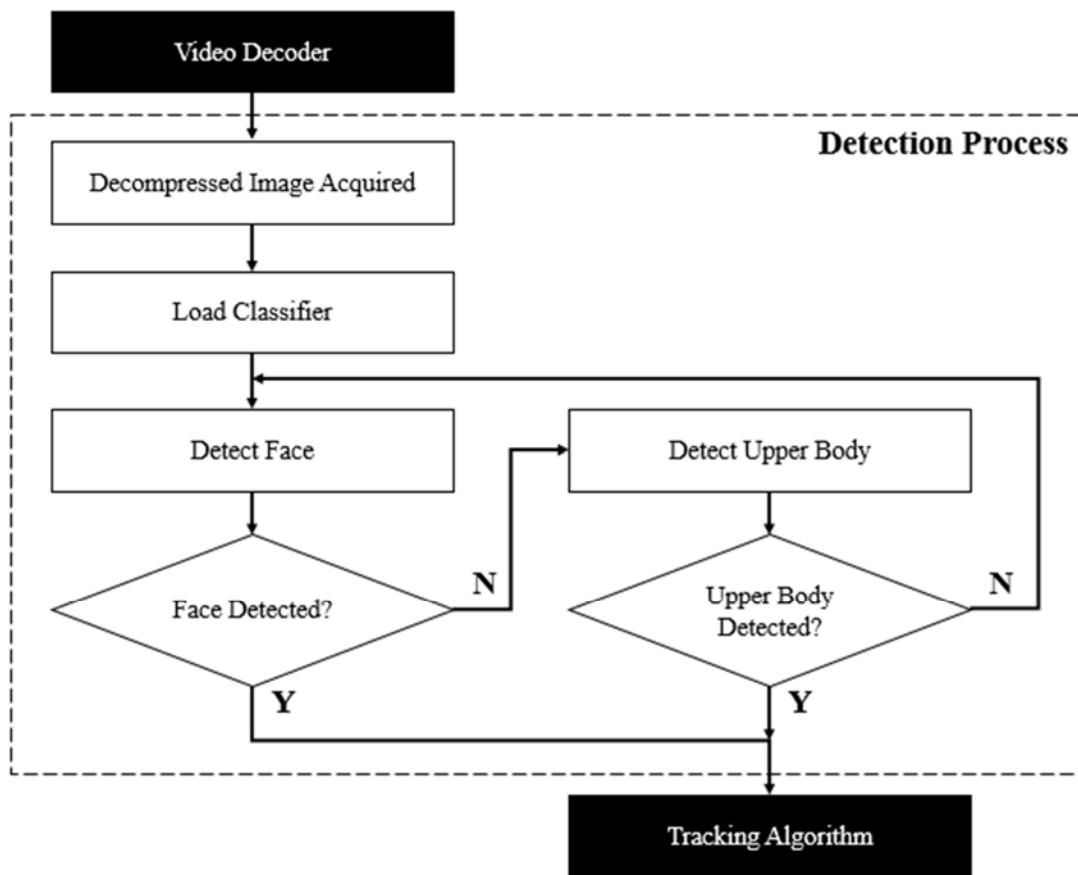 Video Decoder
Detection Process
Decompressed Image Acquired
Load Classifier
Detect Face
Detect Upper Body
Face Detected?
N
Upper Body
Detected?
N
Y
Y
Tracking Algorithm